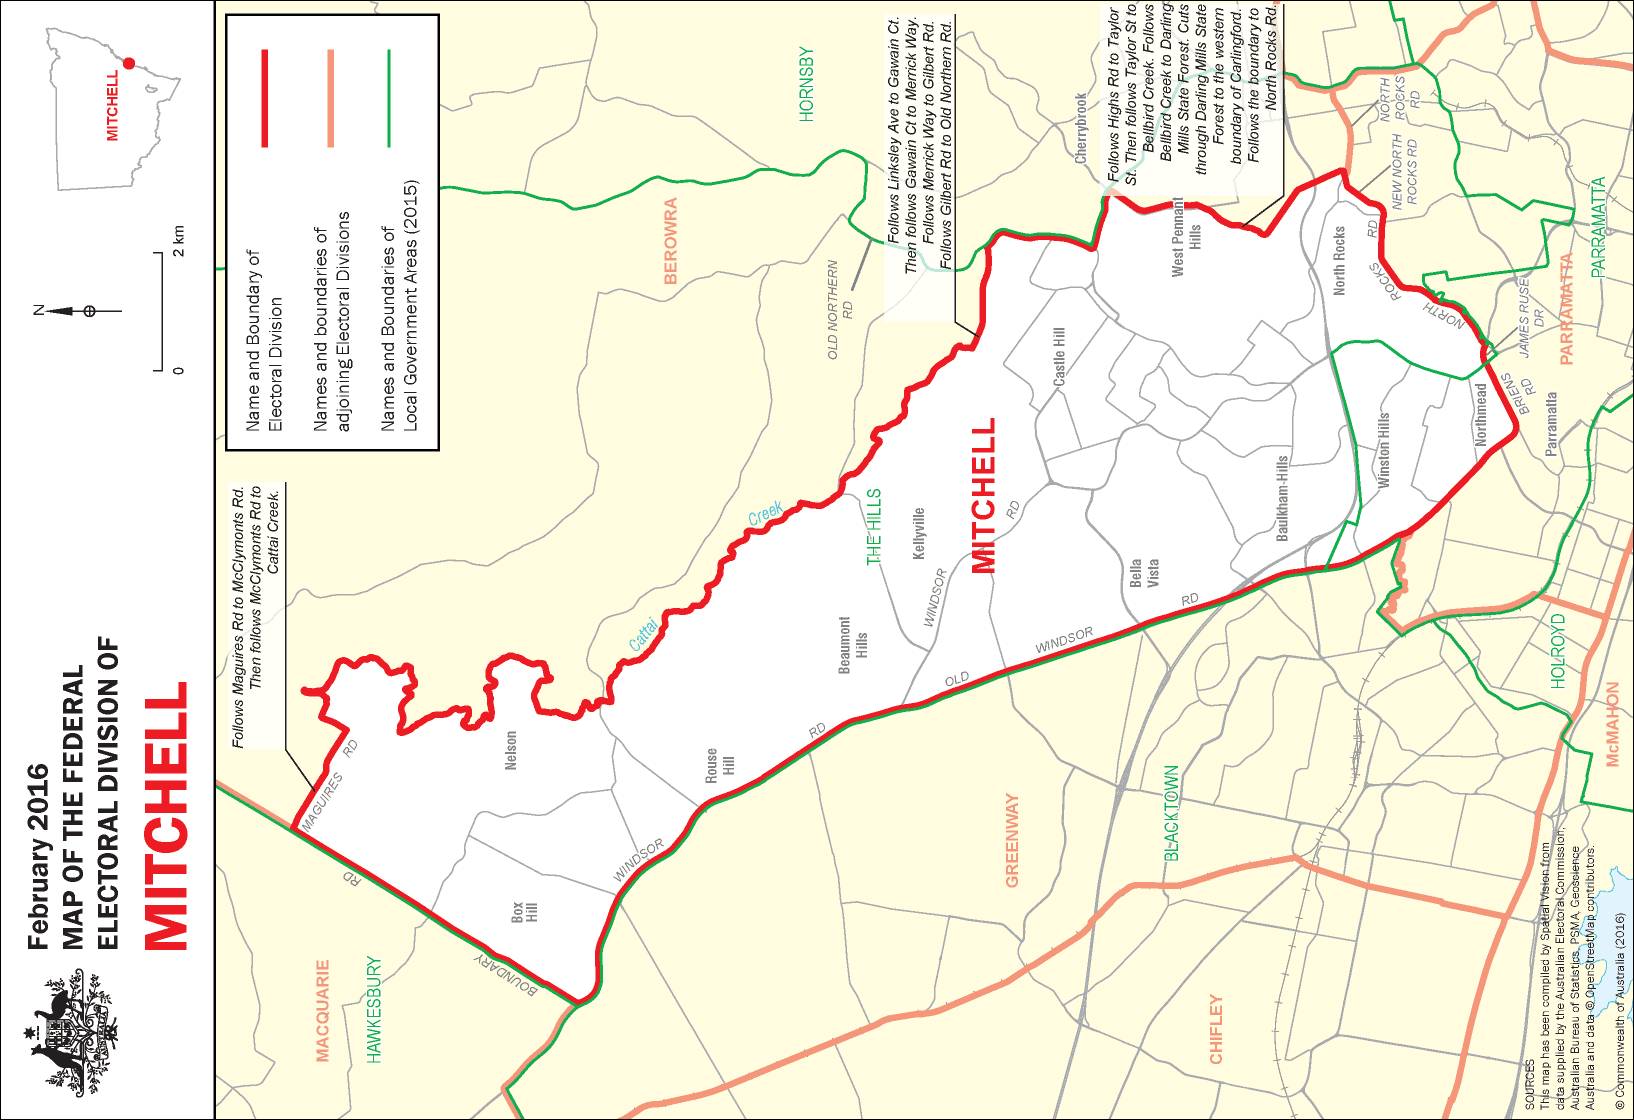 February 2016
MAP OF THE FEDERAL
ELECTORAL DIVISION OF
MITCHELL
N
0
2 km
MITCHELL
Name and Boundary of
Electoral Division
Names and boundaries of
adjoining Electoral Divisions
Names and Boundaries of
Local Government Areas (2015)
Follows Maguires Rd to McClymonts Rd.
Then follows McClymonts Rd to
Cattai Creek.
Follows Linksley Ave to Gawain Ct.
Then follows Gawain Ct to Merrick Way.
Follows Merrick Way to Gilbert Rd.
Follows Gilbert Rd to Old Northern Rd.
Follows Highs Rd to Taylor
St. Then follows Taylor St to
Bellbird Creek. Follows
Bellbird Creek to Darling
Mills State Forest. Cuts
through Darling Mills State
Forest to the western
boundary of Carlingford.
Follows the boundary to
North Rocks Rd.
MACQUARIE
HAWKESBURY
BEROWRA
HORNSBY
OLD NORTHERN
RD
Cherrybrook
MAGUIRES RD
RD
BOUNDARY
Nelson
Box
Hill
Cattai
Creek
WINDSOR
RD
Rouse
Hill
Beaumont
Hills
THE HILLS
Kellyville
WINDSOR
RD
MITCHELL
Castle Hill
West Pennant
Hills
OLD
WINDSOR
RD
Bella
Vista
Baulkham-Hills
North Rocks
Winston Hills
Northmead
NORTH
ROCKS
RD
NORTH
ROCKS
RD
NEW NORTH
ROCKS RD
JAMES RUSE
DR
BRIENS
RD
Parramatta
PARRAMATTA
PARRAMATTA
GREENWAY
BLACKTOWN
CHIFLEY
HOLROYD
McMAHON
SOURCES
This map has been compiled by Spatial Vision from
data supplied by the Australian Electoral Commission,
Australian Bureau of Statistics, PSMA, Geoscience
Australia and data © OpenStreetMap contributors.
© Commonwealth of Australia (2016)